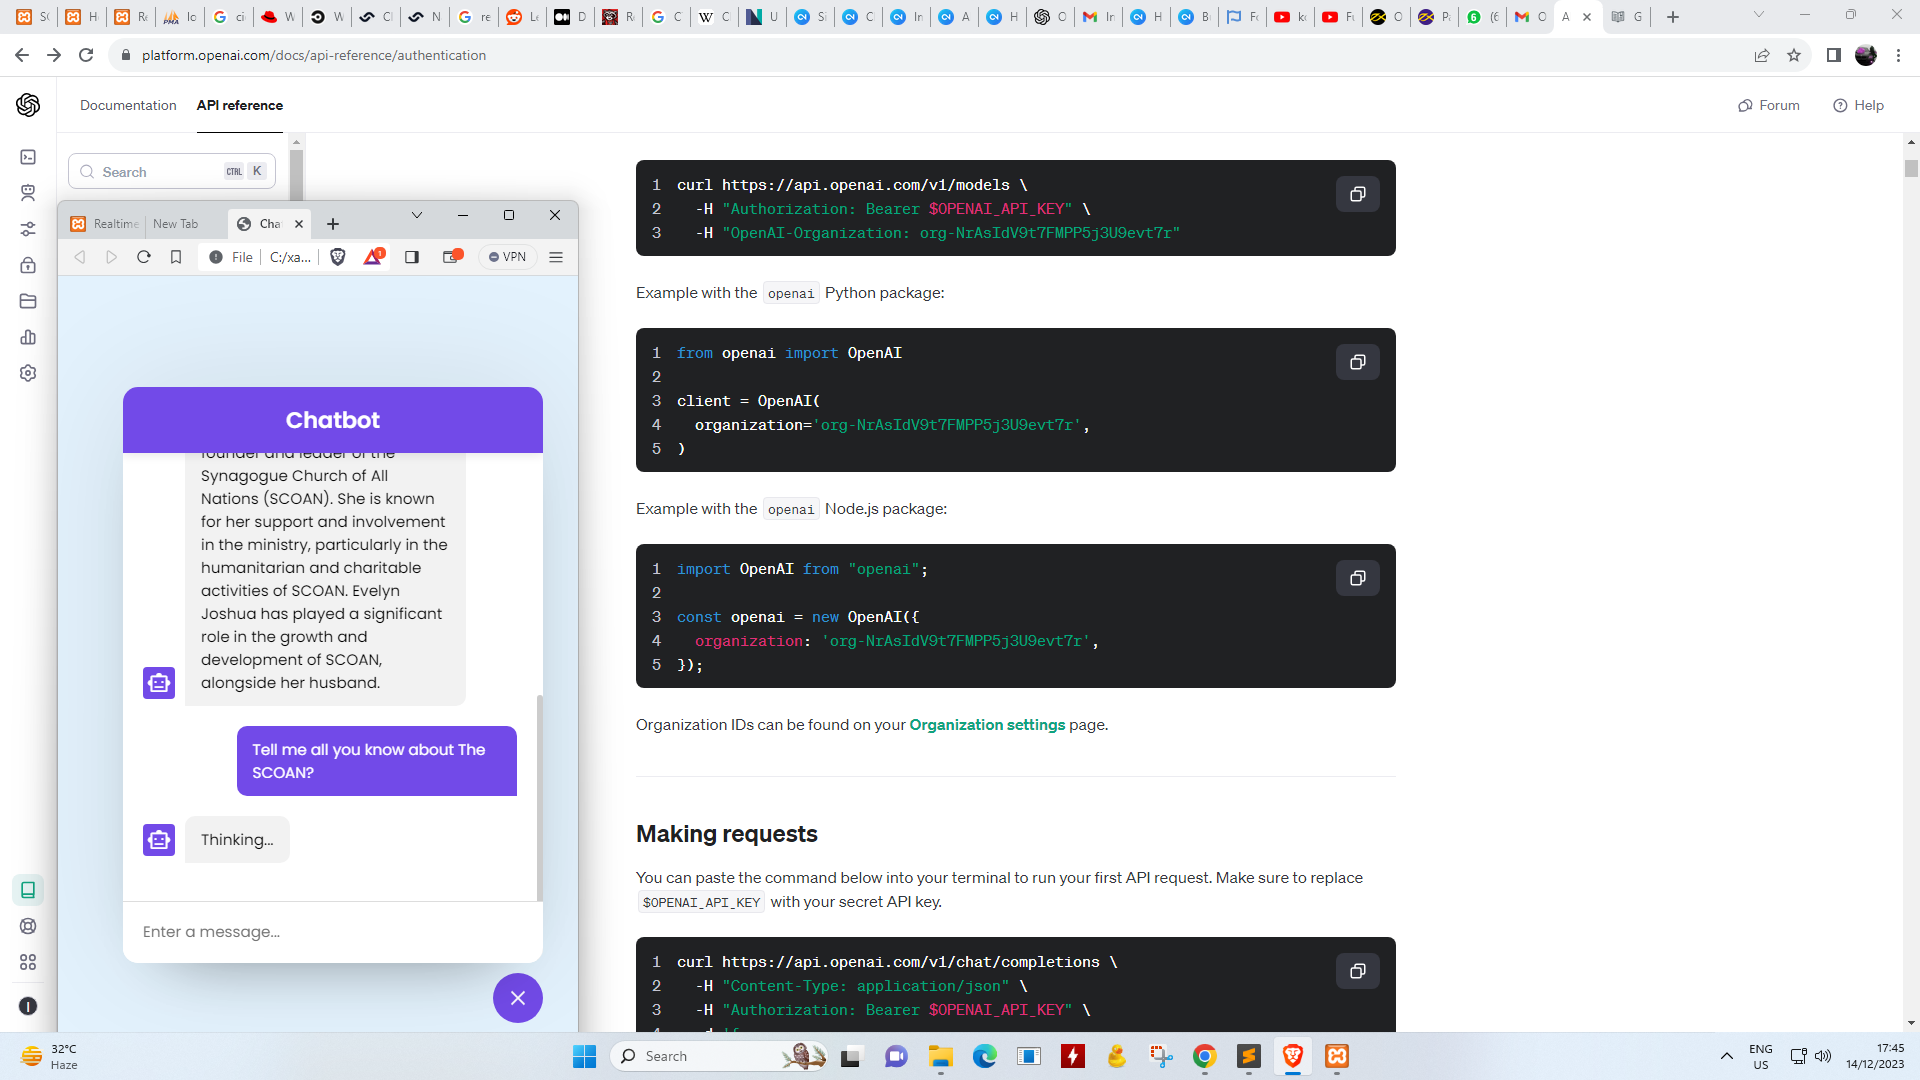 platform.openai.com/docs/api-reference/authentication
Documentation
API reference
Forum
Help
Search
CTRL K
1 curl https://api.openai.com/v1/models \
2 -H "Authorization: Bearer $OPENAI_API_KEY" \
3 -H "OpenAI-Organization: org-NrAsIdV9t7FMPP5j3U9evt7r"
Example with the openai Python package:
1 from openai import OpenAI
2
3 client = OpenAI(
4 organization='org-NrAsIdV9t7FMPP5j3U9evt7r',
5 )
Example with the openai Node.js package:
1 import OpenAI from "openai";
2
3 const openai = new OpenAI({
4 organization: 'org-NrAsIdV9t7FMPP5j3U9evt7r',
5 });
Organization IDs can be found on your Organization settings page.
Making requests
You can paste the command below into your terminal to run your first API request. Make sure to replace
$OPENAI_API_KEY with your secret API key.
1 curl https://api.openai.com/v1/chat/completions \
2 -H "Content-Type: application/json" \
3 -H "Authorization: Bearer $OPENAI_API_KEY" \
Realtime
New Tab
Cha
File
C:/xa...
1
VPN
Chatbot
founder and leader of the
Synagogue Church of All
Nations (SCOAN). She is known
for her support and involvement
in the ministry, particularly in the
humanitarian and charitable
activities of SCOAN. Evelyn
Joshua has played a significant
role in the growth and
development of SCOAN,
alongside her husband.
Tell me all you know about The
SCOAN?
Thinking...
Enter a message...
32°C
Haze
Search
ENG
US
17:45
14/12/2023